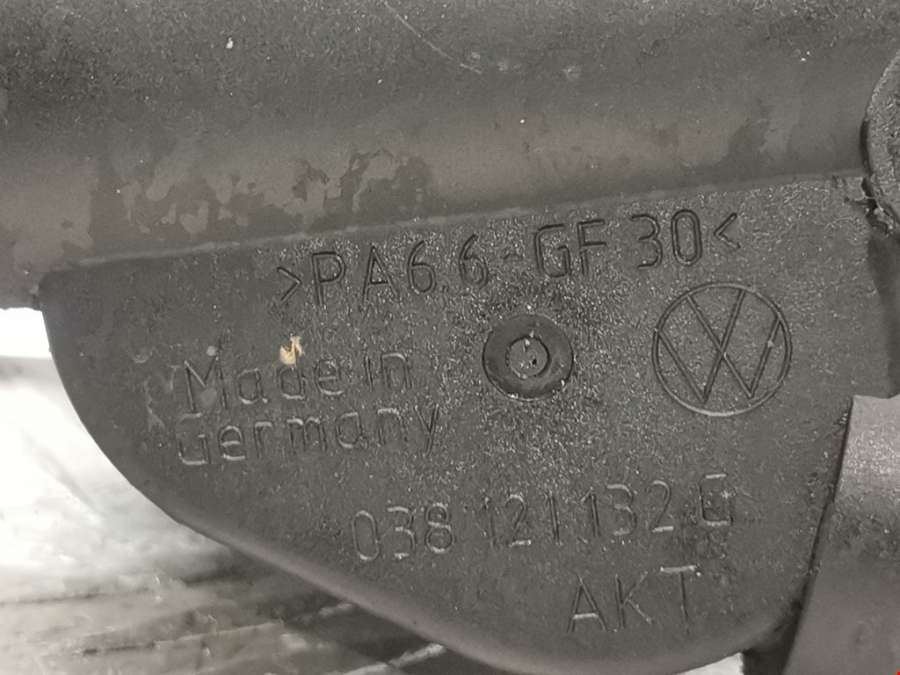 >PA6.6-GF30<
Made in
Germany
038 121 132 G
AKT